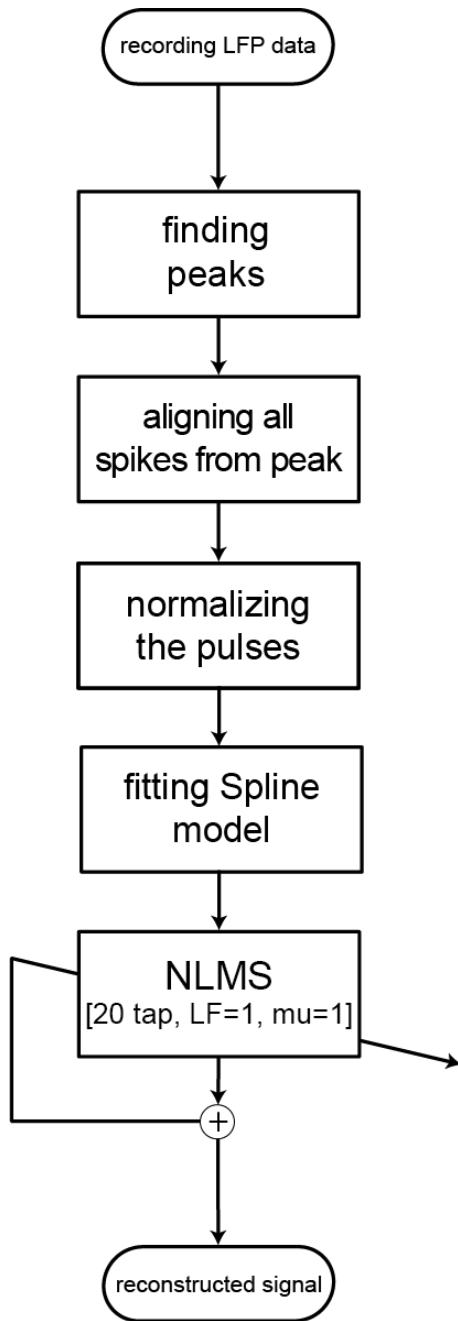 recording LFP data
finding
peaks
aligning all
spikes from peak
normalizing
the pulses
fitting Spline
model
NLMS
[20 tap, LF=1, mu=1]
+
reconstructed signal